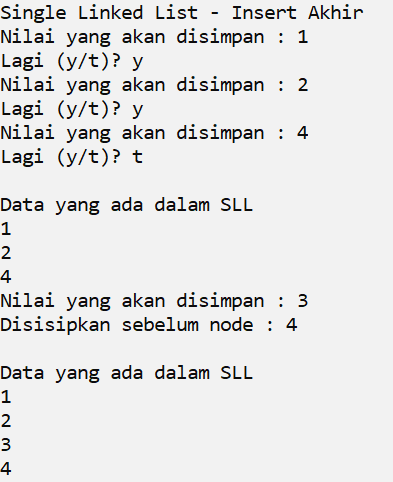 Single Linked List - Insert Akhir
Nilai yang akan disimpan : 1
Lagi (y/t)? y
Nilai yang akan disimpan : 2
Lagi (y/t)? y
Nilai yang akan disimpan : 4
Lagi (y/t)? t
Data yang ada dalam SLL
1
2
4
Nilai yang akan disimpan : 3
Disisipkan sebelum node : 4
Data yang ada dalam SLL
1
2
3
4